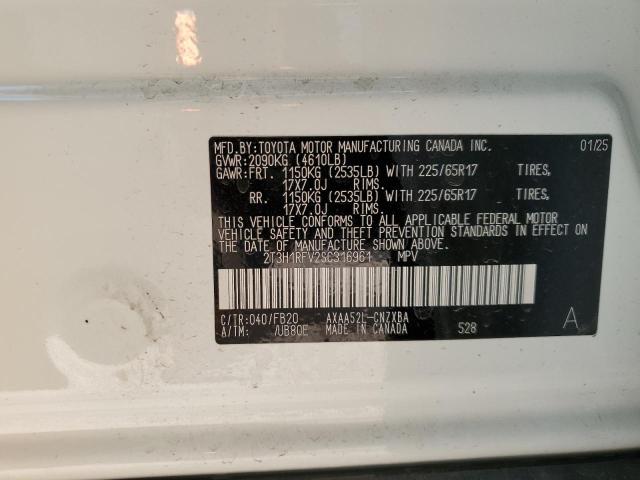 MFD.BY:TOYOTA MOTOR MANUFACTURING CANADA INC. 01/25
GVWR:2090KG (4610LB)
GAWR:FRT. 1150KG (2535LB) WITH 225/65R17 TIRES,
17X7.0J RIMS.
RR. 1150KG (2535LB) WITH 225/65R17 TIRES,
17X7.0J RIMS.
THIS VEHICLE CONFORMS TO ALL APPLICABLE FEDERAL MOTOR
VEHICLE SAFETY AND THEFT PREVENTION STANDARDS IN EFFECT ON
THE DATE OF MANUFACTURE SHOWN ABOVE.
2T3H1RFV2SC316961 MPV
C/TR:040/FB20 AXAA52L-CNZXBA
A/TM: /UB80E MADE IN CANADA 528 A